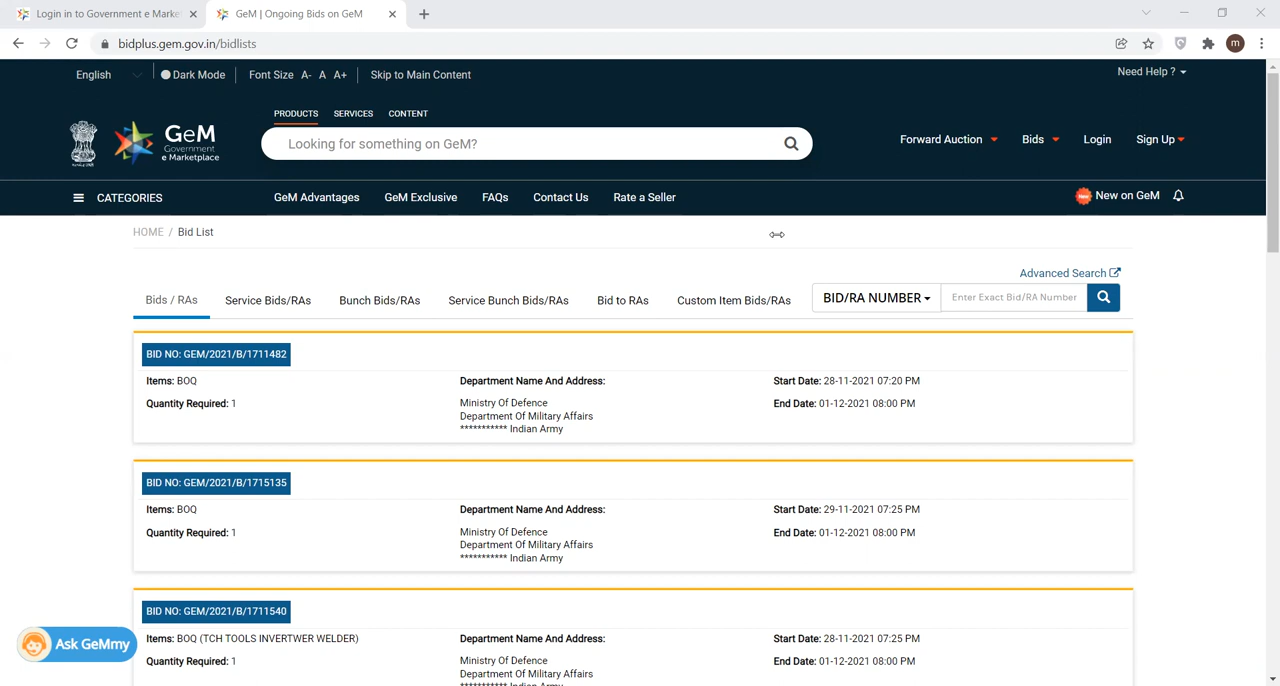 Login in to Government e Marke
GeM | Ongoing Bids on GeM
bidplus.gem.gov.in/bidlists
m
English
Dark Mode
Font Size A- A A+
Skip to Main Content
Need Help ?
PRODUCTS SERVICES CONTENT
GeM
Government
e Marketplace
Looking for something on GeM?
Forward Auction
Bids
Login
Sign Up
CATEGORIES
GeM Advantages
GeM Exclusive
FAQs
Contact Us
Rate a Seller
New on GeM
HOME / Bid List
Advanced Search
Bids / RAs
Service Bids/RAs
Bunch Bids/RAs
Service Bunch Bids/RAs
Bid to RAs
Custom Item Bids/RAs
BID/RA NUMBER
Enter Exact Bid/RA Number
BID NO: GEM/2021/B/1711482
Items: BOQ
Quantity Required: 1
Department Name And Address:
Ministry Of Defence
Department Of Military Affairs
*********** Indian Army
Start Date: 28-11-2021 07:20 PM
End Date: 01-12-2021 08:00 PM
BID NO: GEM/2021/B/1715135
Items: BOQ
Quantity Required: 1
Department Name And Address:
Ministry Of Defence
Department Of Military Affairs
*********** Indian Army
Start Date: 29-11-2021 07:25 PM
End Date: 01-12-2021 08:00 PM
BID NO: GEM/2021/B/1711540
Items: BOQ (TCH TOOLS INVERTWER WELDER)
Quantity Required: 1
Department Name And Address:
Ministry Of Defence
Department Of Military Affairs
*********** Indian Army
Start Date: 28-11-2021 07:25 PM
End Date: 01-12-2021 08:00 PM
Ask GeMmy